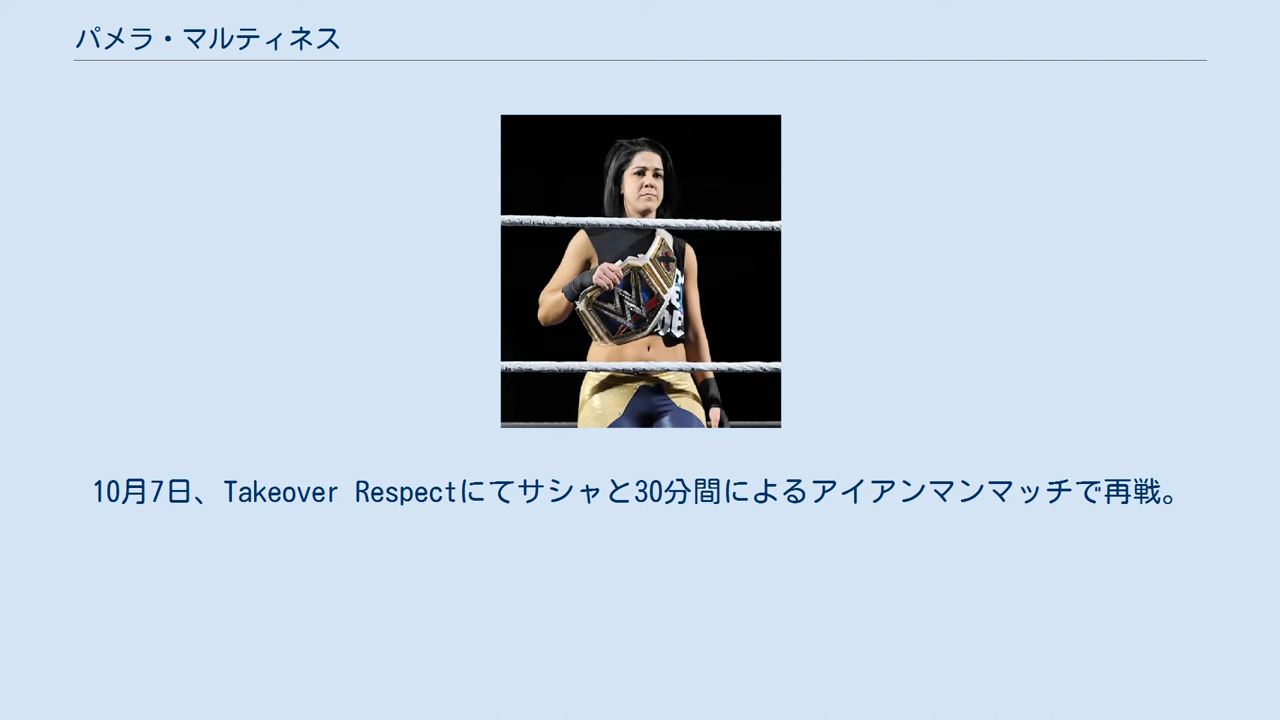 パメラ・マルティネス
10月7日、Takeover Respectにてサシャと30分間によるアイアンマンマッチで再戦。